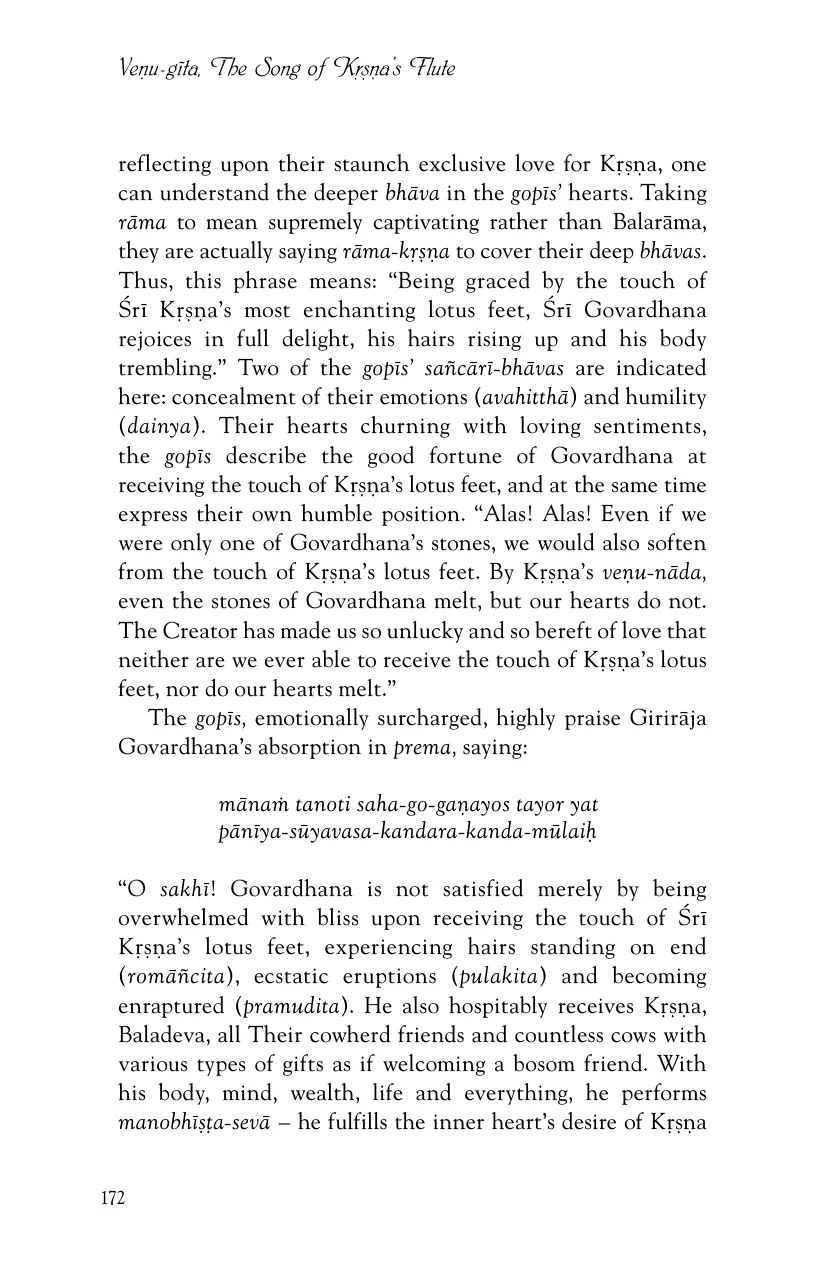 Veṇu-gīta, The Song of Kṛṣṇa's Flute
reflecting upon their staunch exclusive love for Kṛṣṇa, one
can understand the deeper bhāva in the gopīs’ hearts. Taking
rāma to mean supremely captivating rather than Balarāma,
they are actually saying rāma-kṛṣṇa to cover their deep bhāvas.
Thus, this phrase means: “Being graced by the touch of
Śrī Kṛṣṇa’s most enchanting lotus feet, Śrī Govardhana
rejoices in full delight, his hairs rising up and his body
trembling.” Two of the gopīs’ sañcārī-bhāvas are indicated
here: concealment of their emotions (avahitthā) and humility
(dainya). Their hearts churning with loving sentiments,
the gopīs describe the good fortune of Govardhana at
receiving the touch of Kṛṣṇa’s lotus feet, and at the same time
express their own humble position. “Alas! Alas! Even if we
were only one of Govardhana’s stones, we would also soften
from the touch of Kṛṣṇa’s lotus feet. By Kṛṣṇa’s veṇu-nāda,
even the stones of Govardhana melt, but our hearts do not.
The Creator has made us so unlucky and so bereft of love that
neither are we ever able to receive the touch of Kṛṣṇa’s lotus
feet, nor do our hearts melt.”
The gopīs, emotionally surcharged, highly praise Girirāja
Govardhana’s absorption in prema, saying:
mānaṁ tanoti saha-go-gaṇayos tayor yat
pānīya-sūyavasa-kandara-kanda-mūlaiḥ
“O sakhī! Govardhana is not satisfied merely by being
overwhelmed with bliss upon receiving the touch of Śrī
Kṛṣṇa’s lotus feet, experiencing hairs standing on end
(romāñcita), ecstatic eruptions (pulakita) and becoming
enraptured (pramudita). He also hospitably receives Kṛṣṇa,
Baladeva, all Their cowherd friends and countless cows with
various types of gifts as if welcoming a bosom friend. With
his body, mind, wealth, life and everything, he performs
manobhīṣṭa-sevā – he fulfills the inner heart’s desire of Kṛṣṇa
172